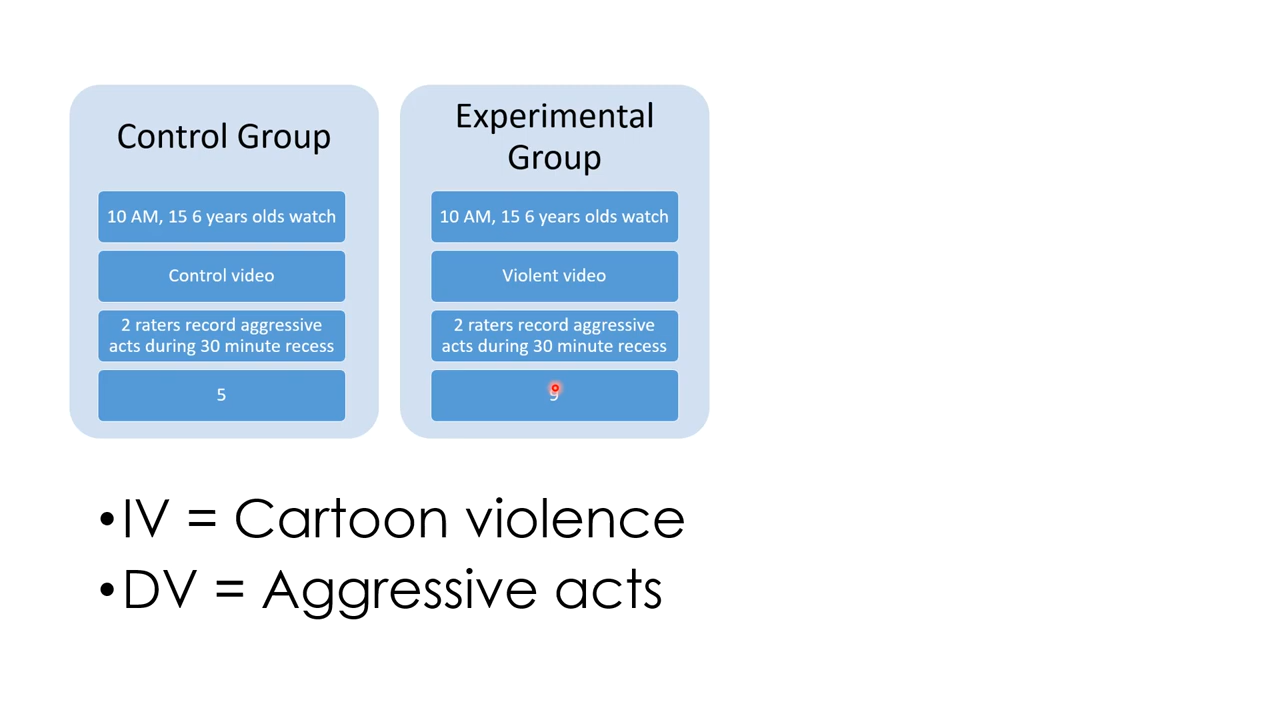 Control Group
10 AM, 15 6 years olds watch
Control video
2 raters record aggressive
acts during 30 minute recess
5
Experimental
Group
10 AM, 15 6 years olds watch
Violent video
2 raters record aggressive
acts during 30 minute recess
9
•IV = Cartoon violence
•DV = Aggressive acts